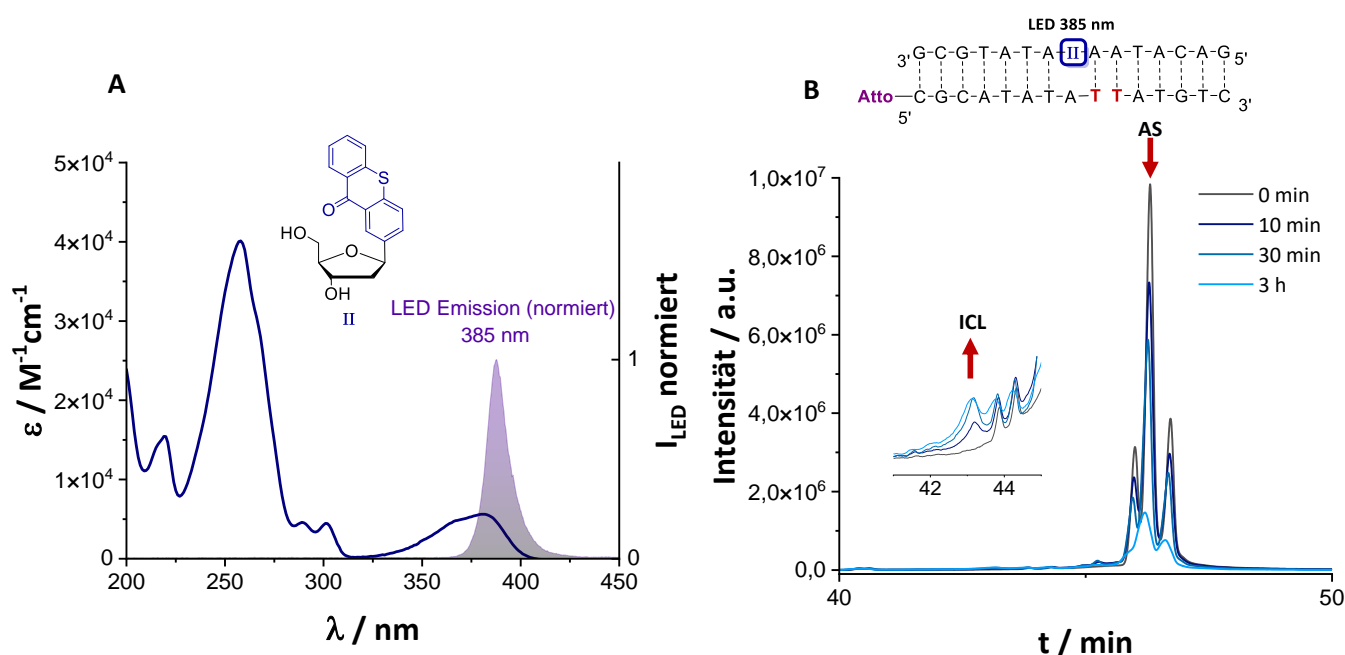 A
ε / M⁻¹cm⁻¹
5×10⁴
4×10⁴
3×10⁴
2×10⁴
1×10⁴
0
200
250
300
350
400
450
λ / nm
1
0
I_LED normiert
S
O
HO
O
OH
II
LED Emission (normiert)
385 nm
B
LED 385 nm
3' G-C-G-T-A-T-A-II-A-A-T-A-C-A-G 5'
Atto-C-G-C-A-T-A-T-A-T-T-A-T-G-T-C 3'
5'
AS
Intensität / a.u.
1,0×10⁷
8,0×10⁶
6,0×10⁶
4,0×10⁶
2,0×10⁶
0,0
40
50
t / min
0 min
10 min
30 min
3 h
ICL
42
44